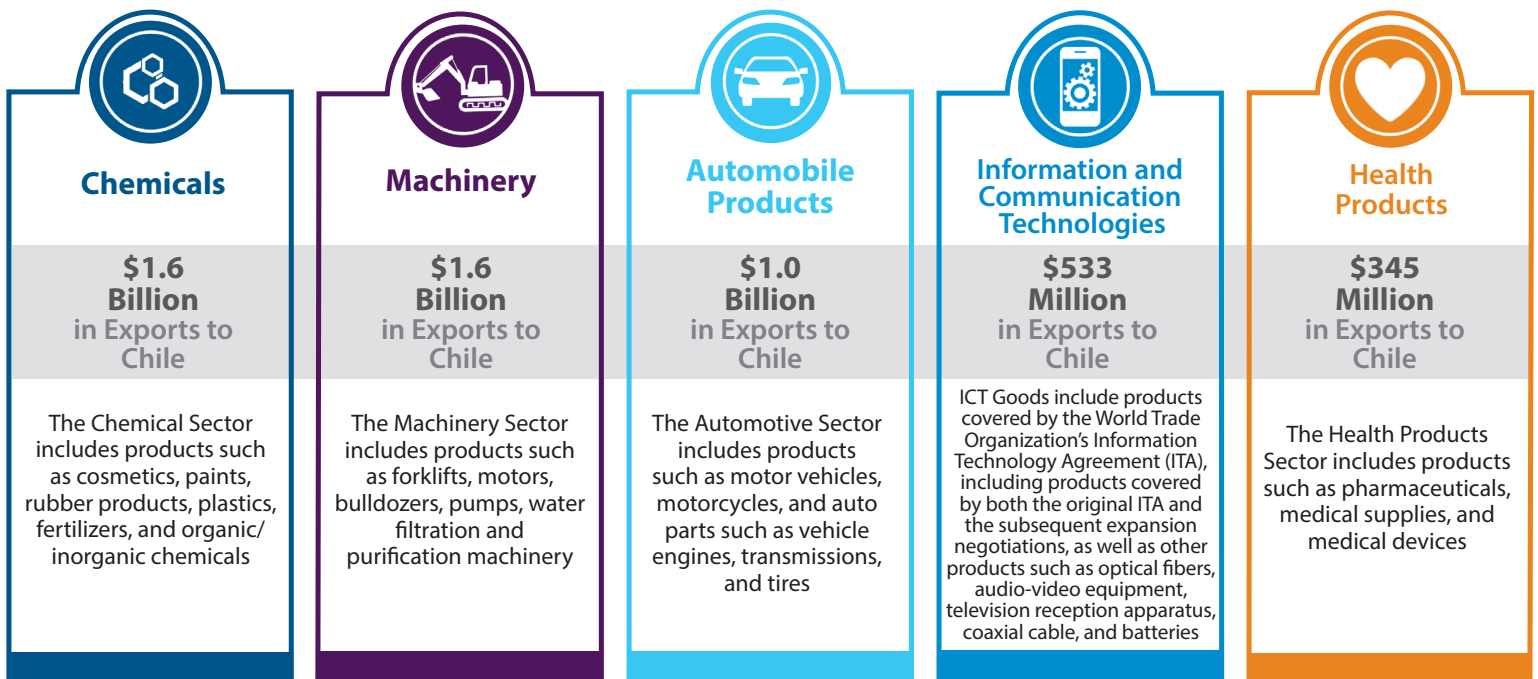 Chemicals
$1.6
Billion
in Exports to
Chile
The Chemical Sector
includes products such
as cosmetics, paints,
rubber products, plastics,
fertilizers, and organic/
inorganic chemicals
Machinery
$1.6
Billion
in Exports to
Chile
The Machinery Sector
includes products such
as forklifts, motors,
bulldozers, pumps, water
filtration and
purification machinery
Automobile
Products
$1.0
Billion
in Exports to
Chile
The Automotive Sector
includes products
such as motor vehicles,
motorcycles, and auto
parts such as vehicle
engines, transmissions,
and tires
Information and
Communication
Technologies
$533
Million
in Exports to
Chile
ICT Goods include products
covered by the World Trade
Organization’s Information
Technology Agreement (ITA),
including products covered
by both the original ITA and
the subsequent expansion
negotiations, as well as other
products such as optical fibers,
audio-video equipment,
television reception apparatus,
coaxial cable, and batteries
Health
Products
$345
Million
in Exports to
Chile
The Health Products
Sector includes products
such as pharmaceuticals,
medical supplies, and
medical devices